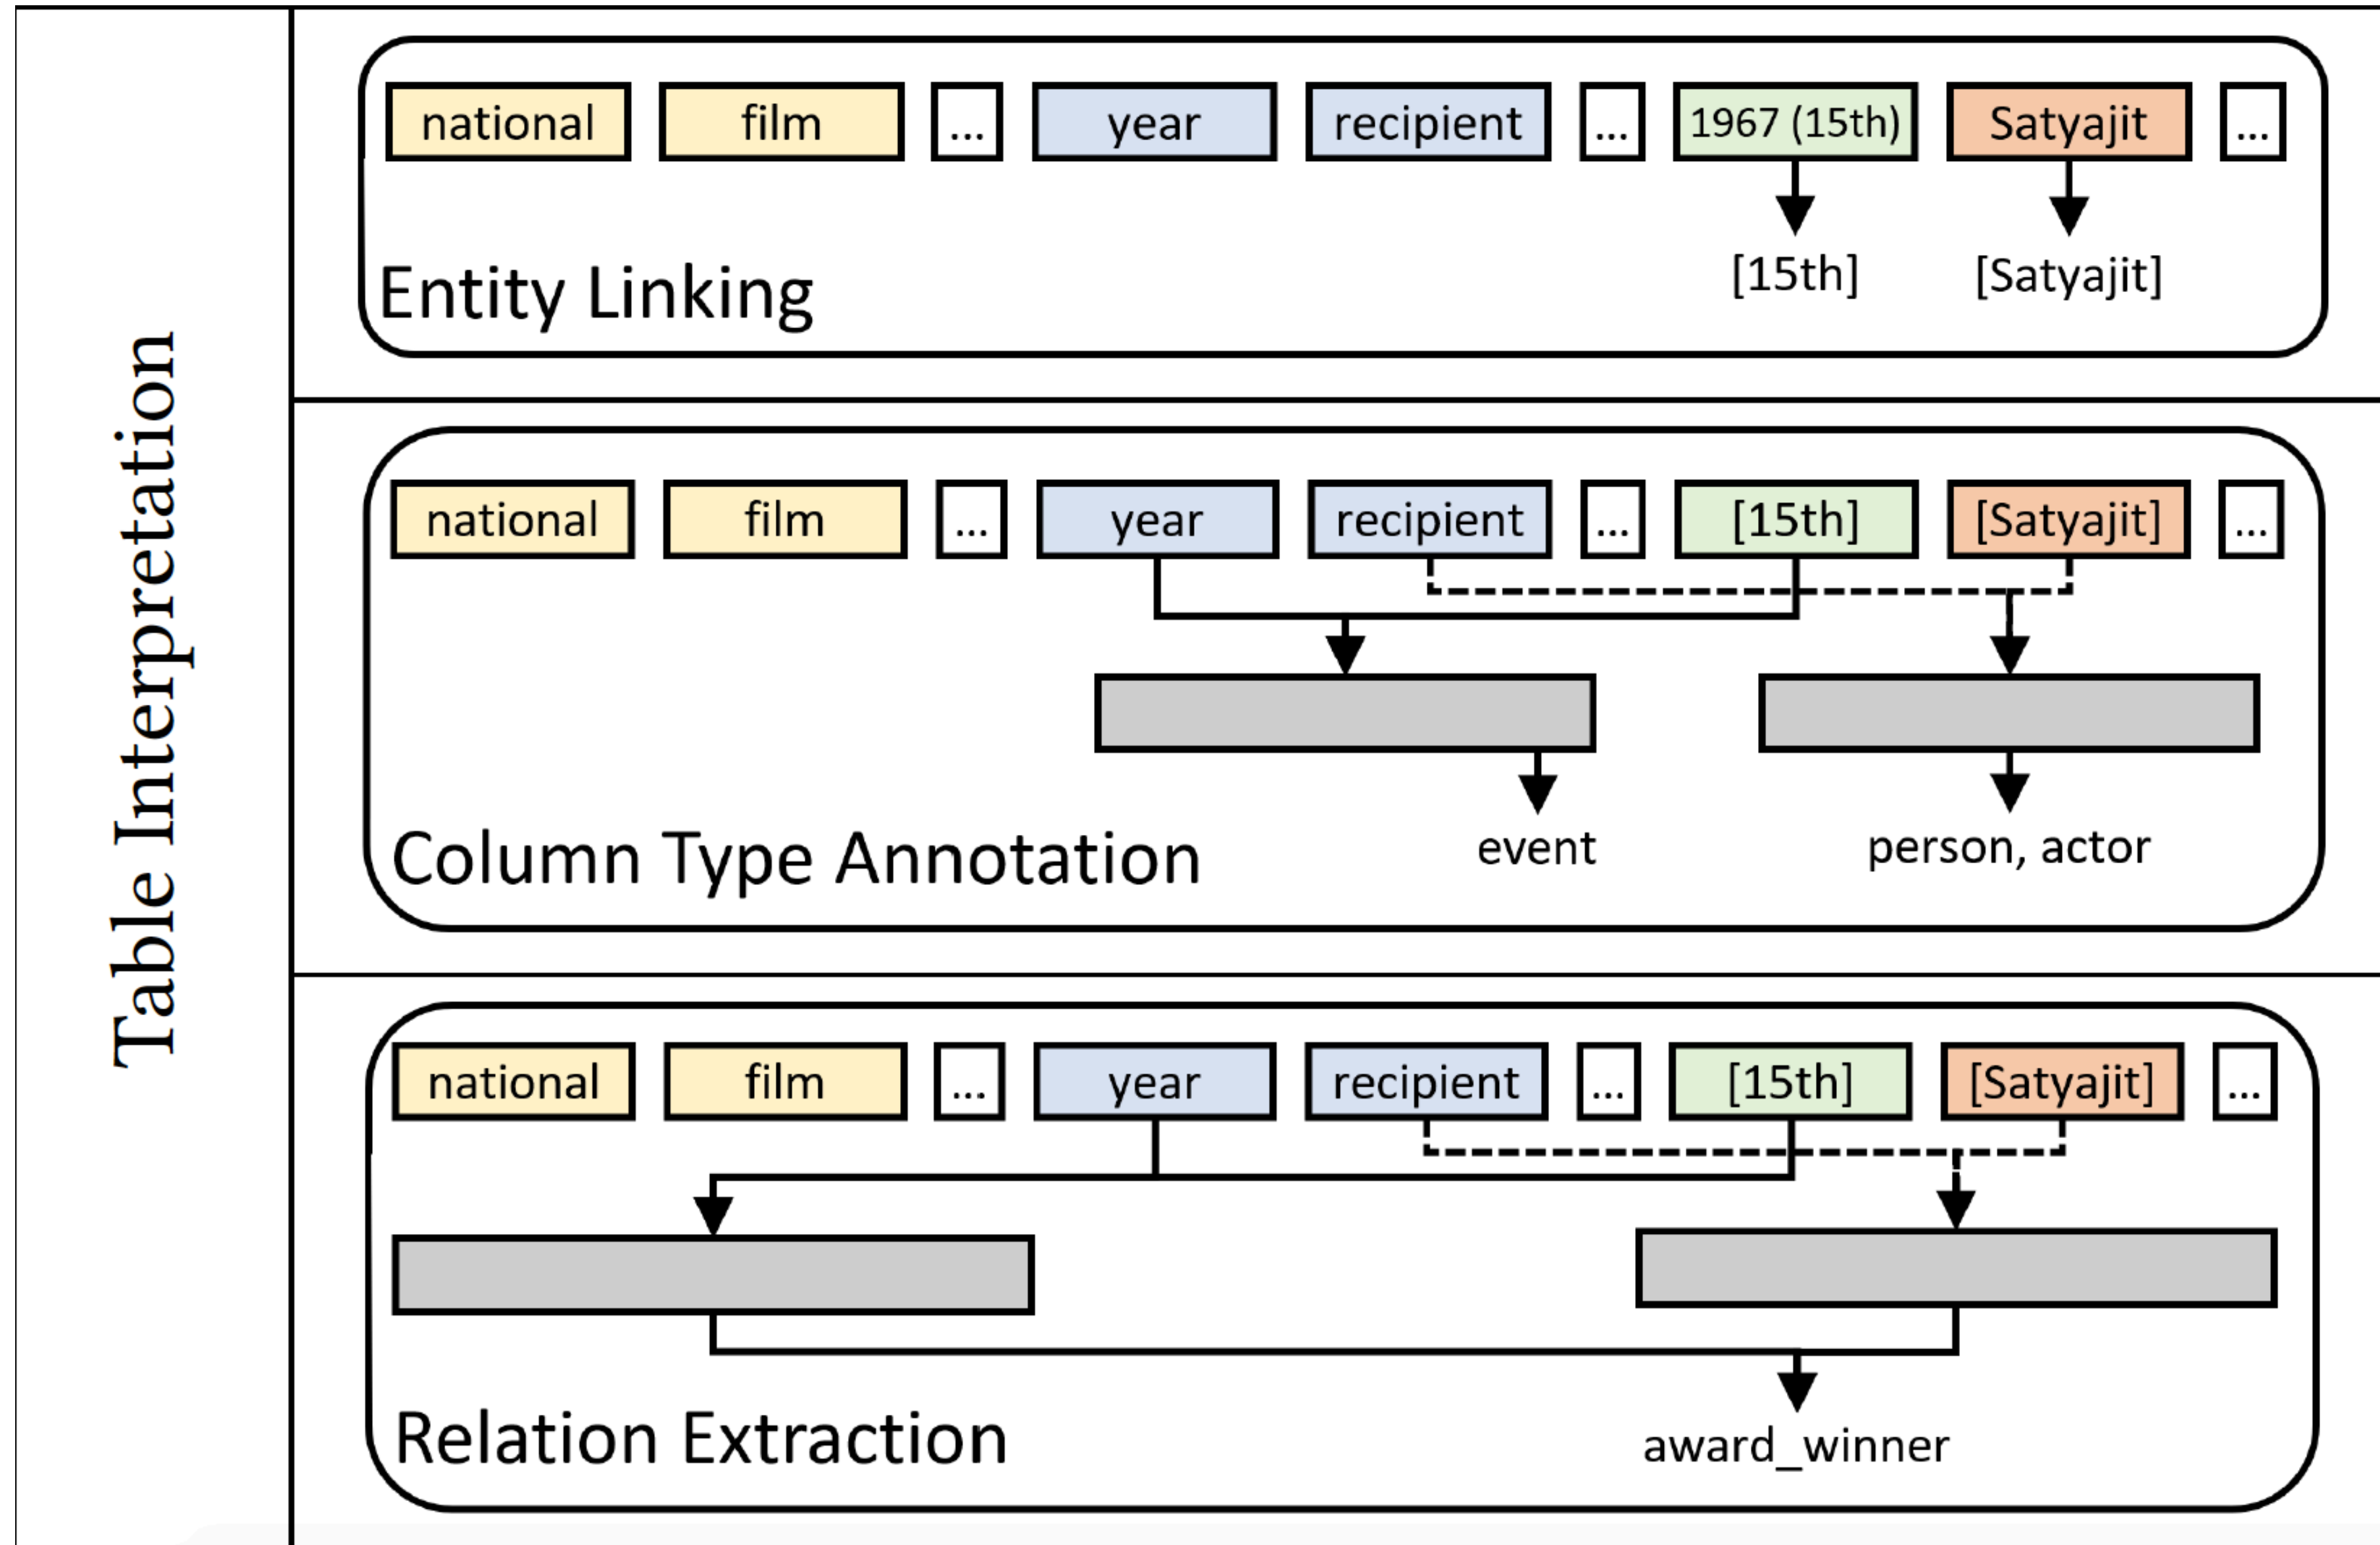 Table Interpretation
national film ... year recipient ... 1967 (15th) Satyajit ...
[15th] [Satyajit]
Entity Linking
national film ... year recipient ... [15th] [Satyajit] ...
event person, actor
Column Type Annotation
national film ... year recipient ... [15th] [Satyajit] ...
Relation Extraction
award_winner